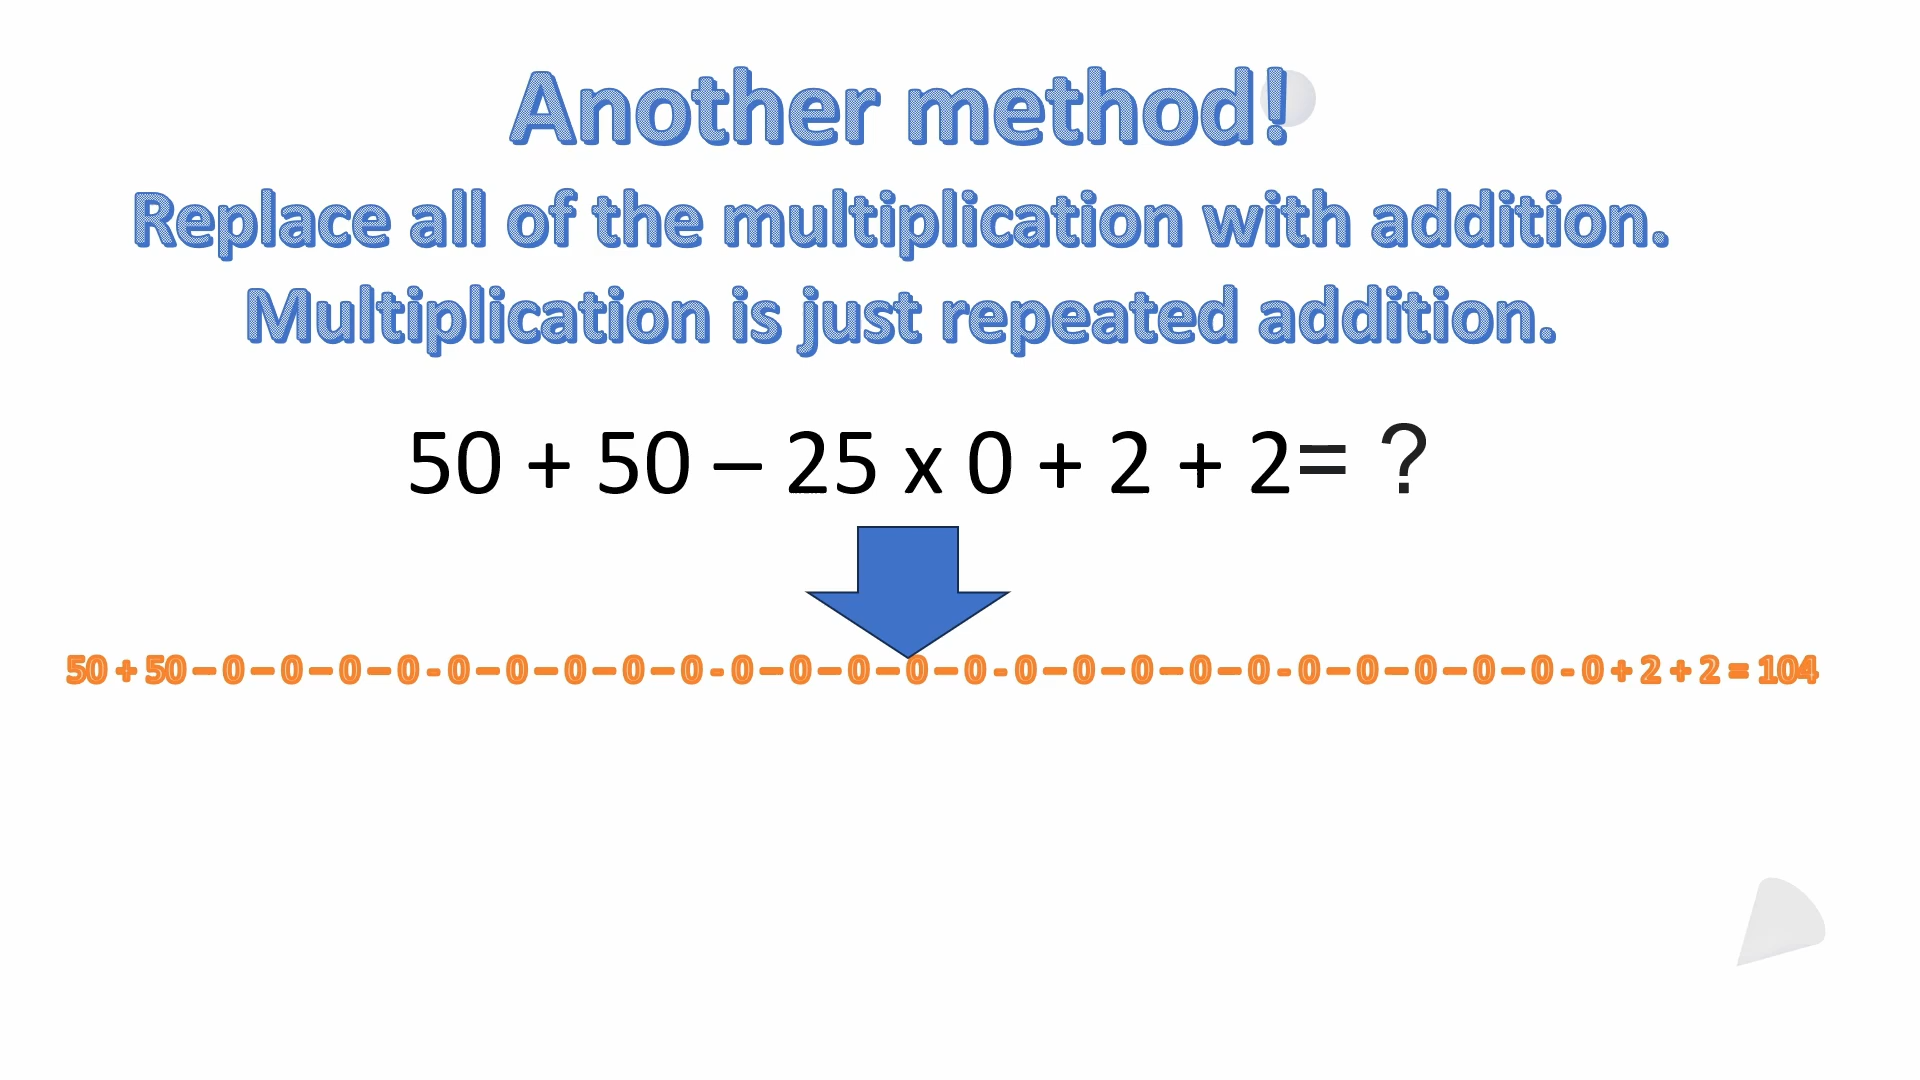 Another method!
Replace all of the multiplication with addition.
Multiplication is just repeated addition.
50 + 50 – 25 x 0 + 2 + 2= ?
50 + 50 – 0 – 0 – 0 – 0 - 0 – 0 – 0 – 0 – 0 - 0 – 0 – 0 – 0 – 0 - 0 – 0 – 0 – 0 – 0 - 0 – 0 – 0 – 0 – 0 - 0 + 2 + 2 = 104